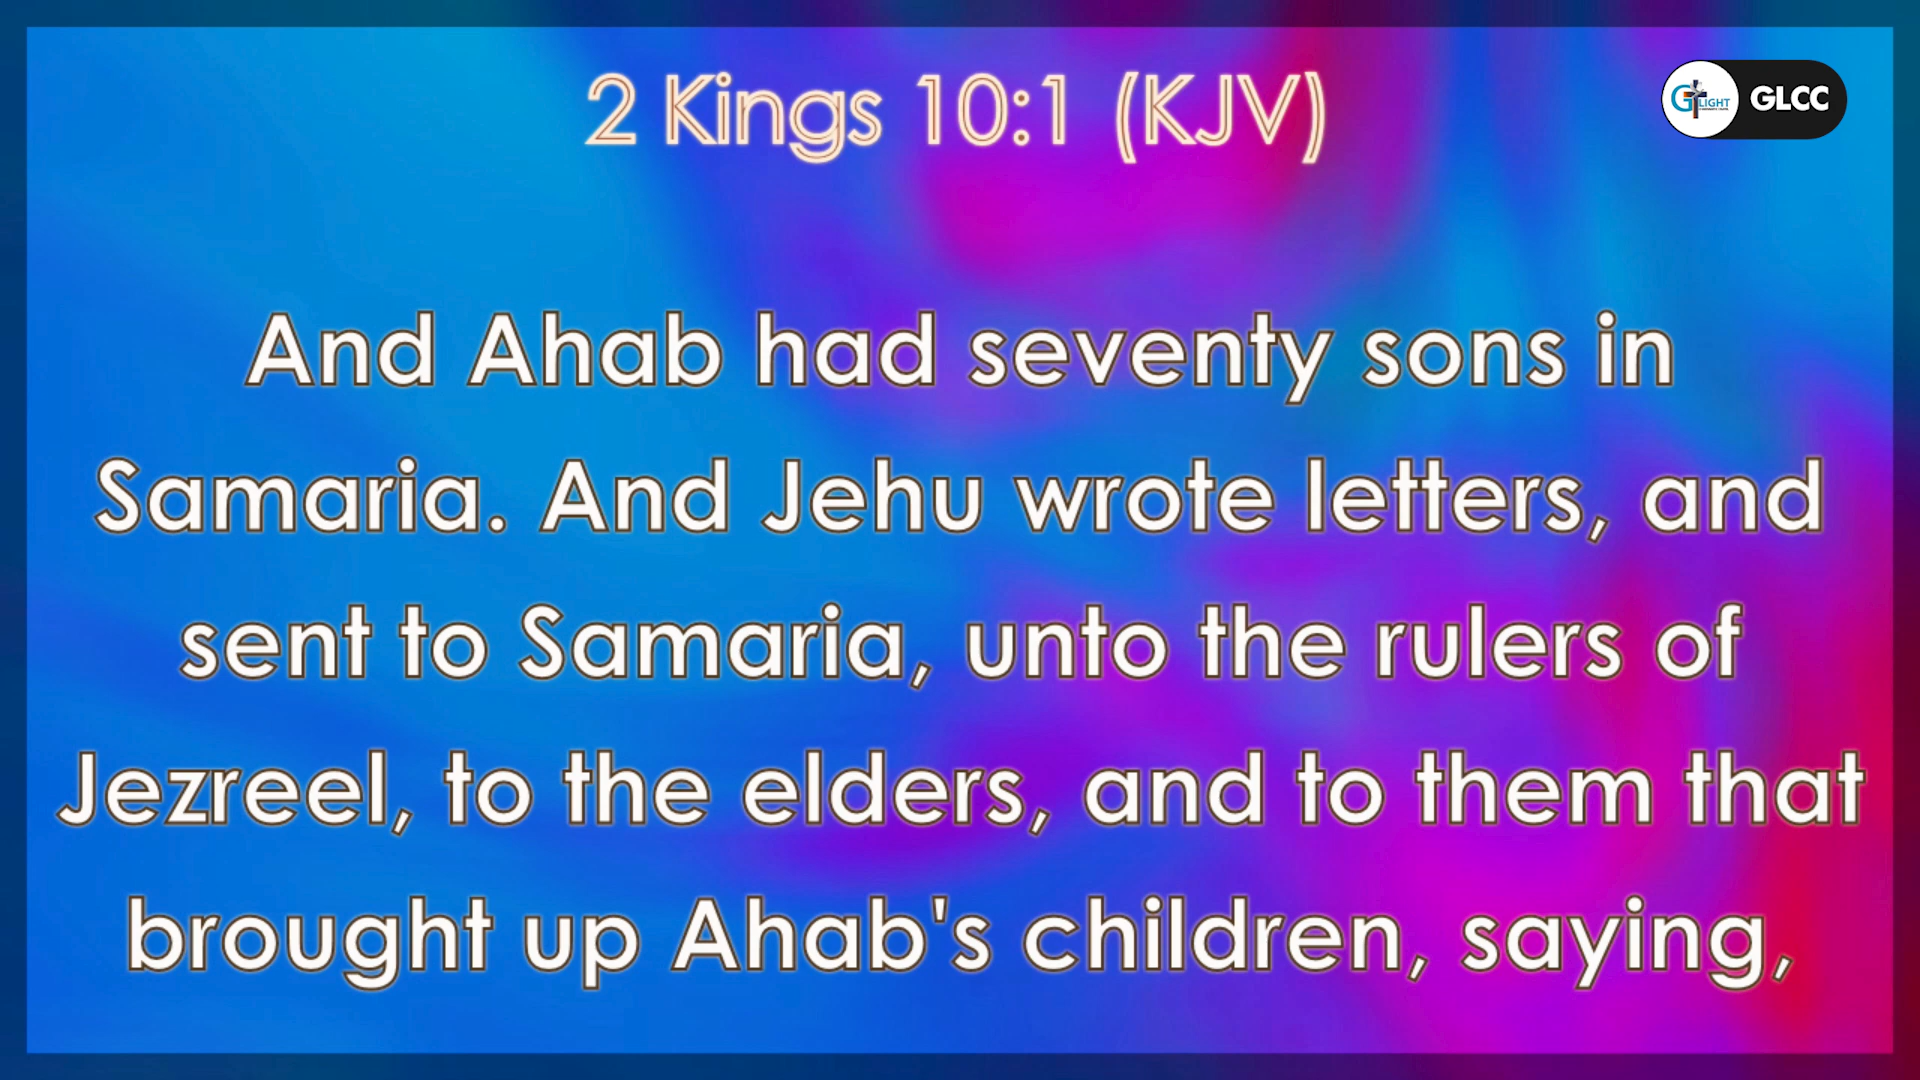 2 Kings 10:1 (KJV)
GLIGHT GLCC
And Ahab had seventy sons in
Samaria. And Jehu wrote letters, and
sent to Samaria, unto the rulers of
Jezreel, to the elders, and to them that
brought up Ahab's children, saying,